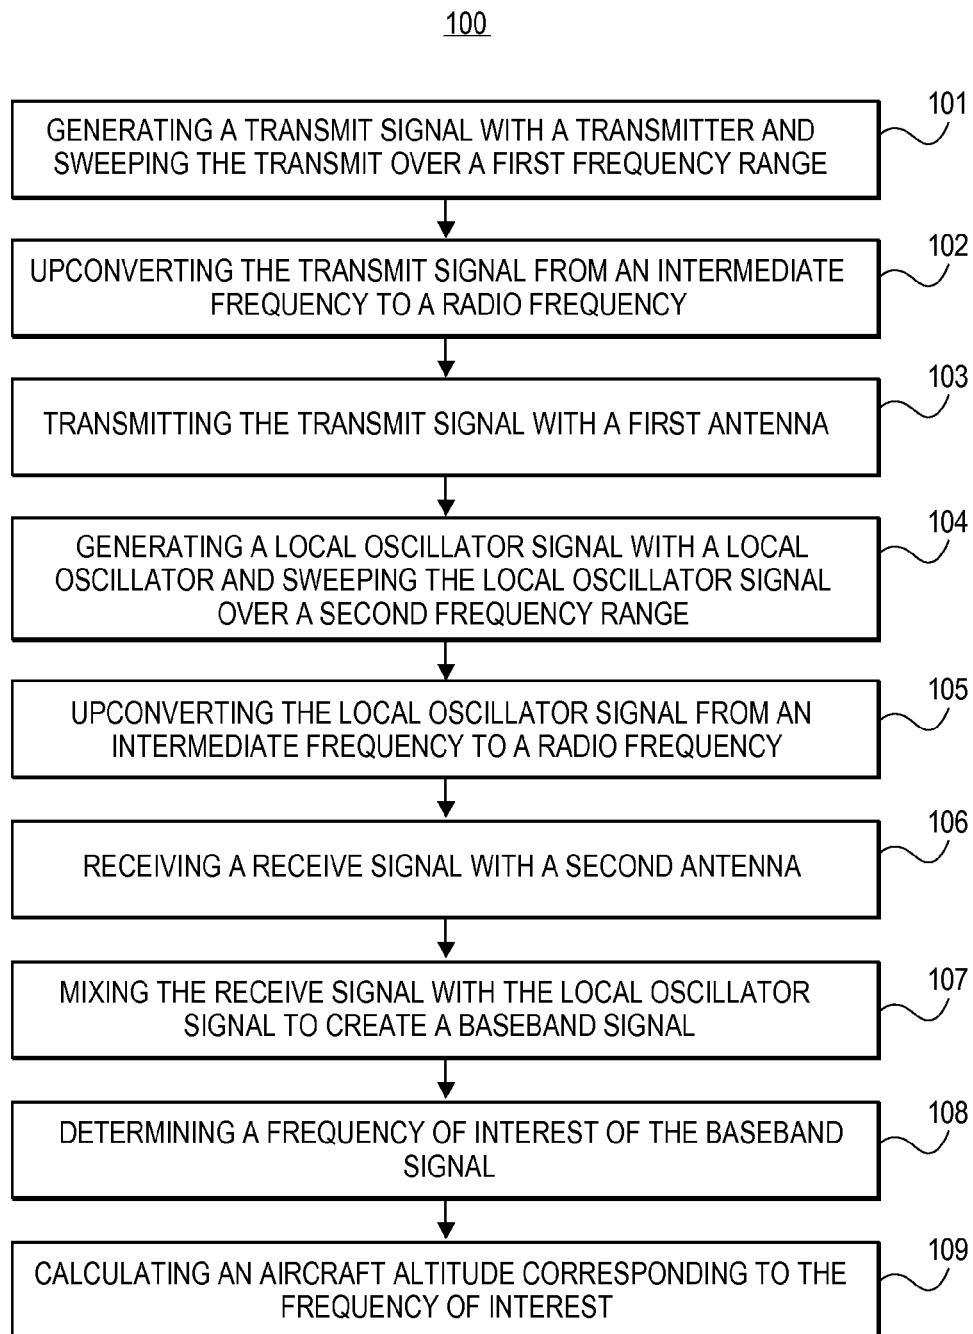 100
101
GENERATING A TRANSMIT SIGNAL WITH A TRANSMITTER AND
SWEEPING THE TRANSMIT OVER A FIRST FREQUENCY RANGE
102
UPCONVERTING THE TRANSMIT SIGNAL FROM AN INTERMEDIATE
FREQUENCY TO A RADIO FREQUENCY
103
TRANSMITTING THE TRANSMIT SIGNAL WITH A FIRST ANTENNA
104
GENERATING A LOCAL OSCILLATOR SIGNAL WITH A LOCAL
OSCILLATOR AND SWEEPING THE LOCAL OSCILLATOR SIGNAL
OVER A SECOND FREQUENCY RANGE
105
UPCONVERTING THE LOCAL OSCILLATOR SIGNAL FROM AN
INTERMEDIATE FREQUENCY TO A RADIO FREQUENCY
106
RECEIVING A RECEIVE SIGNAL WITH A SECOND ANTENNA
107
MIXING THE RECEIVE SIGNAL WITH THE LOCAL OSCILLATOR
SIGNAL TO CREATE A BASEBAND SIGNAL
108
DETERMINING A FREQUENCY OF INTEREST OF THE BASEBAND
SIGNAL
109
CALCULATING AN AIRCRAFT ALTITUDE CORRESPONDING TO THE
FREQUENCY OF INTEREST